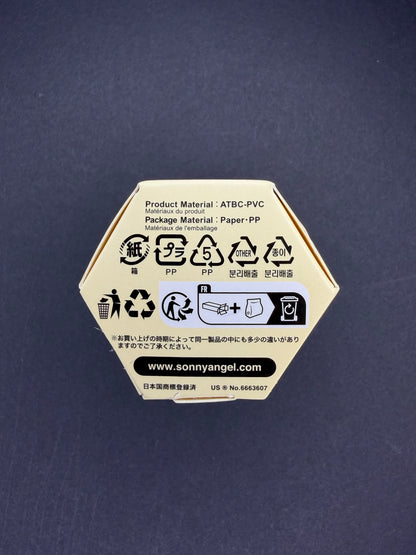 Product Material : ATBC-PVC
Matériaux du produit
Package Material : Paper・PP
Matériaux de l'emballage
紙 プラ 5 OTHER 종이
箱 PP PP 분리배출 분리배출
FR
※お買い上げの時期によって同一製品の中にも多少の違いがあり
ますのでご了承ください。
www.sonnyangel.com
日本国商標登録済 US ® No.6663607